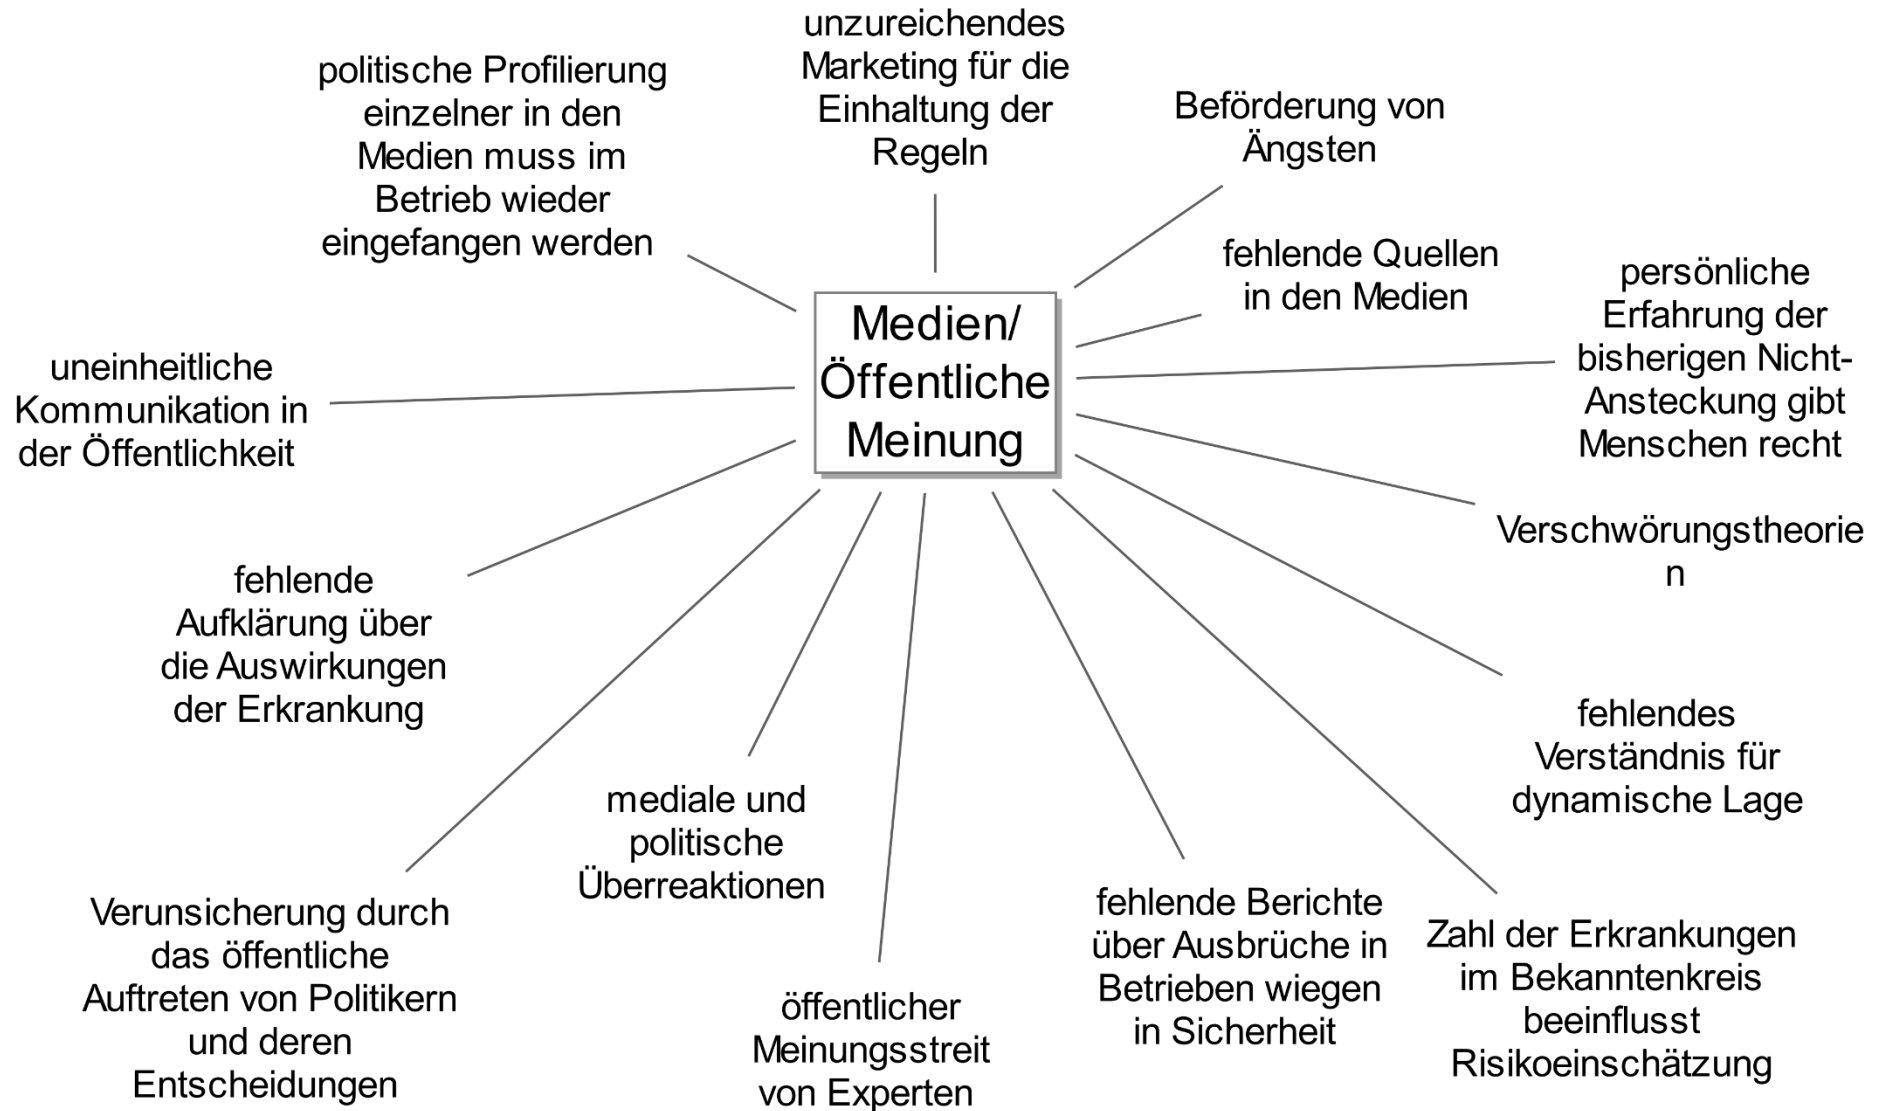 unzureichendes
Marketing für die
Einhaltung der
Regeln
politische Profilierung
einzelner in den
Medien muss im
Betrieb wieder
eingefangen werden
Beförderung von
Ängsten
fehlende Quellen
in den Medien
persönliche
Erfahrung der
bisherigen Nicht-
Ansteckung gibt
Menschen recht
Medien/
Öffentliche
Meinung
uneinheitliche
Kommunikation in
der Öffentlichkeit
Verschwörungstheorie
n
fehlende
Aufklärung über
die Auswirkungen
der Erkrankung
fehlendes
Verständnis für
dynamische Lage
mediale und
politische
Überreaktionen
Verunsicherung durch
das öffentliche
Auftreten von Politikern
und deren
Entscheidungen
öffentlicher
Meinungsstreit
von Experten
fehlende Berichte
über Ausbrüche in
Betrieben wiegen
in Sicherheit
Zahl der Erkrankungen
im Bekanntenkreis
beeinflusst
Risikoeinschätzung